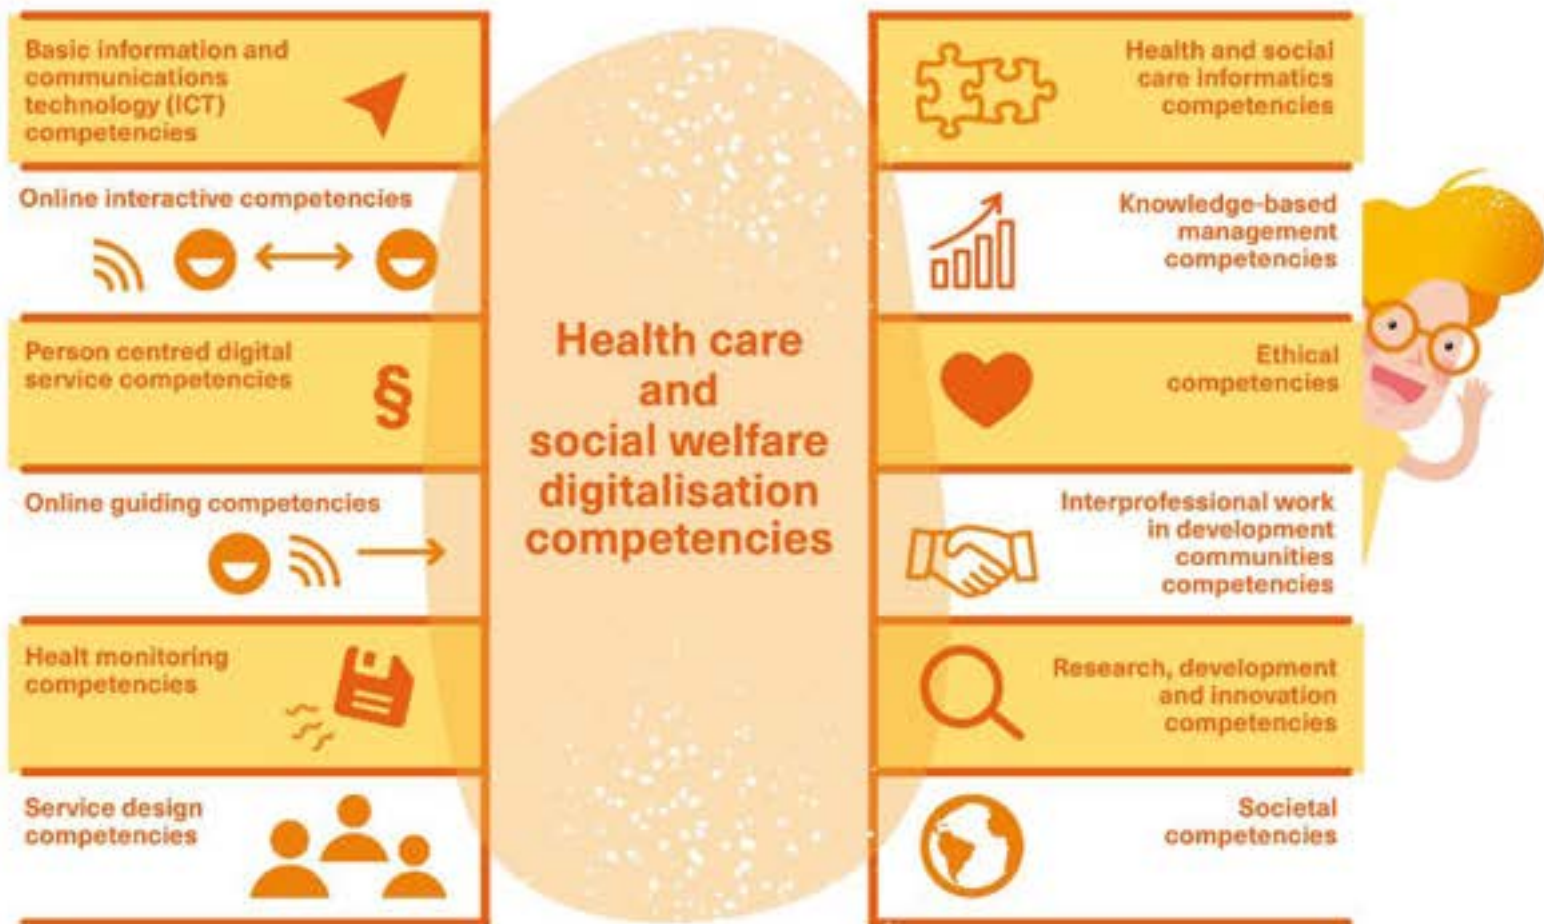 Basic information and
communications
technology (ICT)
competencies
Online interactive competencies
Person centred digital
service competencies
§
Online guiding competencies
Healt monitoring
competencies
Service design
competencies
Health care
and
social welfare
digitalisation
competencies
Health and social
care informatics
competencies
Knowledge-based
management
competencies
Ethical
competencies
Interprofessional work
in development
communities
competencies
Research, development
and innovation
competencies
Societal
competencies